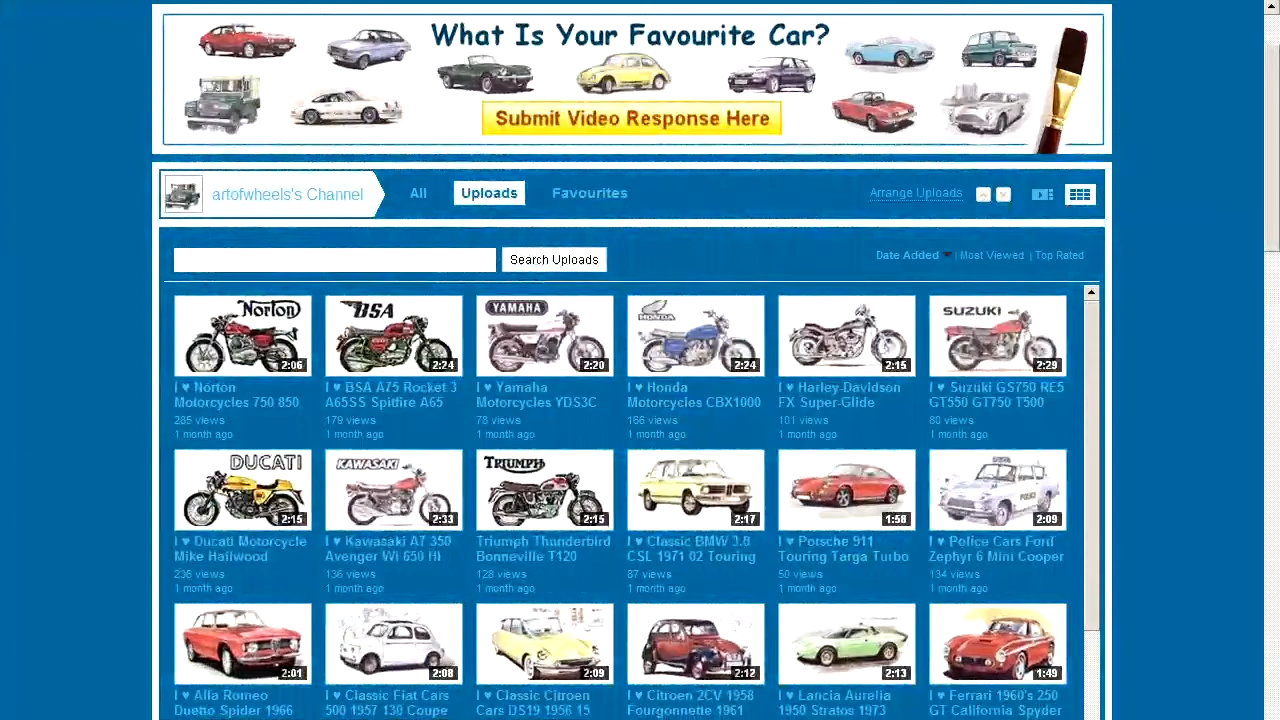 What Is Your Favourite Car?
Submit Video Response Here
artofwheels's Channel All Uploads Favourites Arrange Uploads
Search Uploads Date Added | Most Viewed | Top Rated
Norton BSA YAMAHA HONDA SUZUKI
2:06 2:24 2:20 2:24 2:15 2:29
I ♥ Norton I ♥ BSA A75 Rocket 3 I ♥ Yamaha I ♥ Honda I ♥ Harley-Davidson I ♥ Suzuki GS750 RE5
Motorcycles 750 850 A65SS Spitfire A65 Motorcycles YDS3C Motorcycles CBX1000 FX Super-Glide GT550 GT750 T500
285 views 179 views 78 views 166 views 101 views 80 views
1 month ago 1 month ago 1 month ago 1 month ago 1 month ago 1 month ago
DUCATI KAWASAKI TRIUMPH POLICE
2:15 2:33 2:15 2:17 1:58 2:09
I ♥ Ducati Motorcycle I ♥ Kawasaki A7 350 Triumph Thunderbird I ♥ Classic BMW 3.0 I ♥ Porsche 911 I ♥ Police Cars Ford
Mike Hailwood Avenger WI 650 HI Bonneville T120 CSL 1971 02 Touring Touring Targa Turbo Zephyr 6 Mini Cooper
236 views 136 views 128 views 87 views 50 views 134 views
1 month ago 1 month ago 1 month ago 1 month ago 1 month ago 1 month ago
2:01 2:08 2:09 2:12 2:13 1:49
I ♥ Alfa Romeo I ♥ Classic Fiat Cars I ♥ Classic Citroen I ♥ Citroen 2CV 1958 I ♥ Lancia Aurelia I ♥ Ferrari 1960's 250
Duetto Spider 1966 500 1957 130 Coupe Cars DS19 1956 15 Fourgonnette 1961 1950 Stratos 1973 GT California Spyder